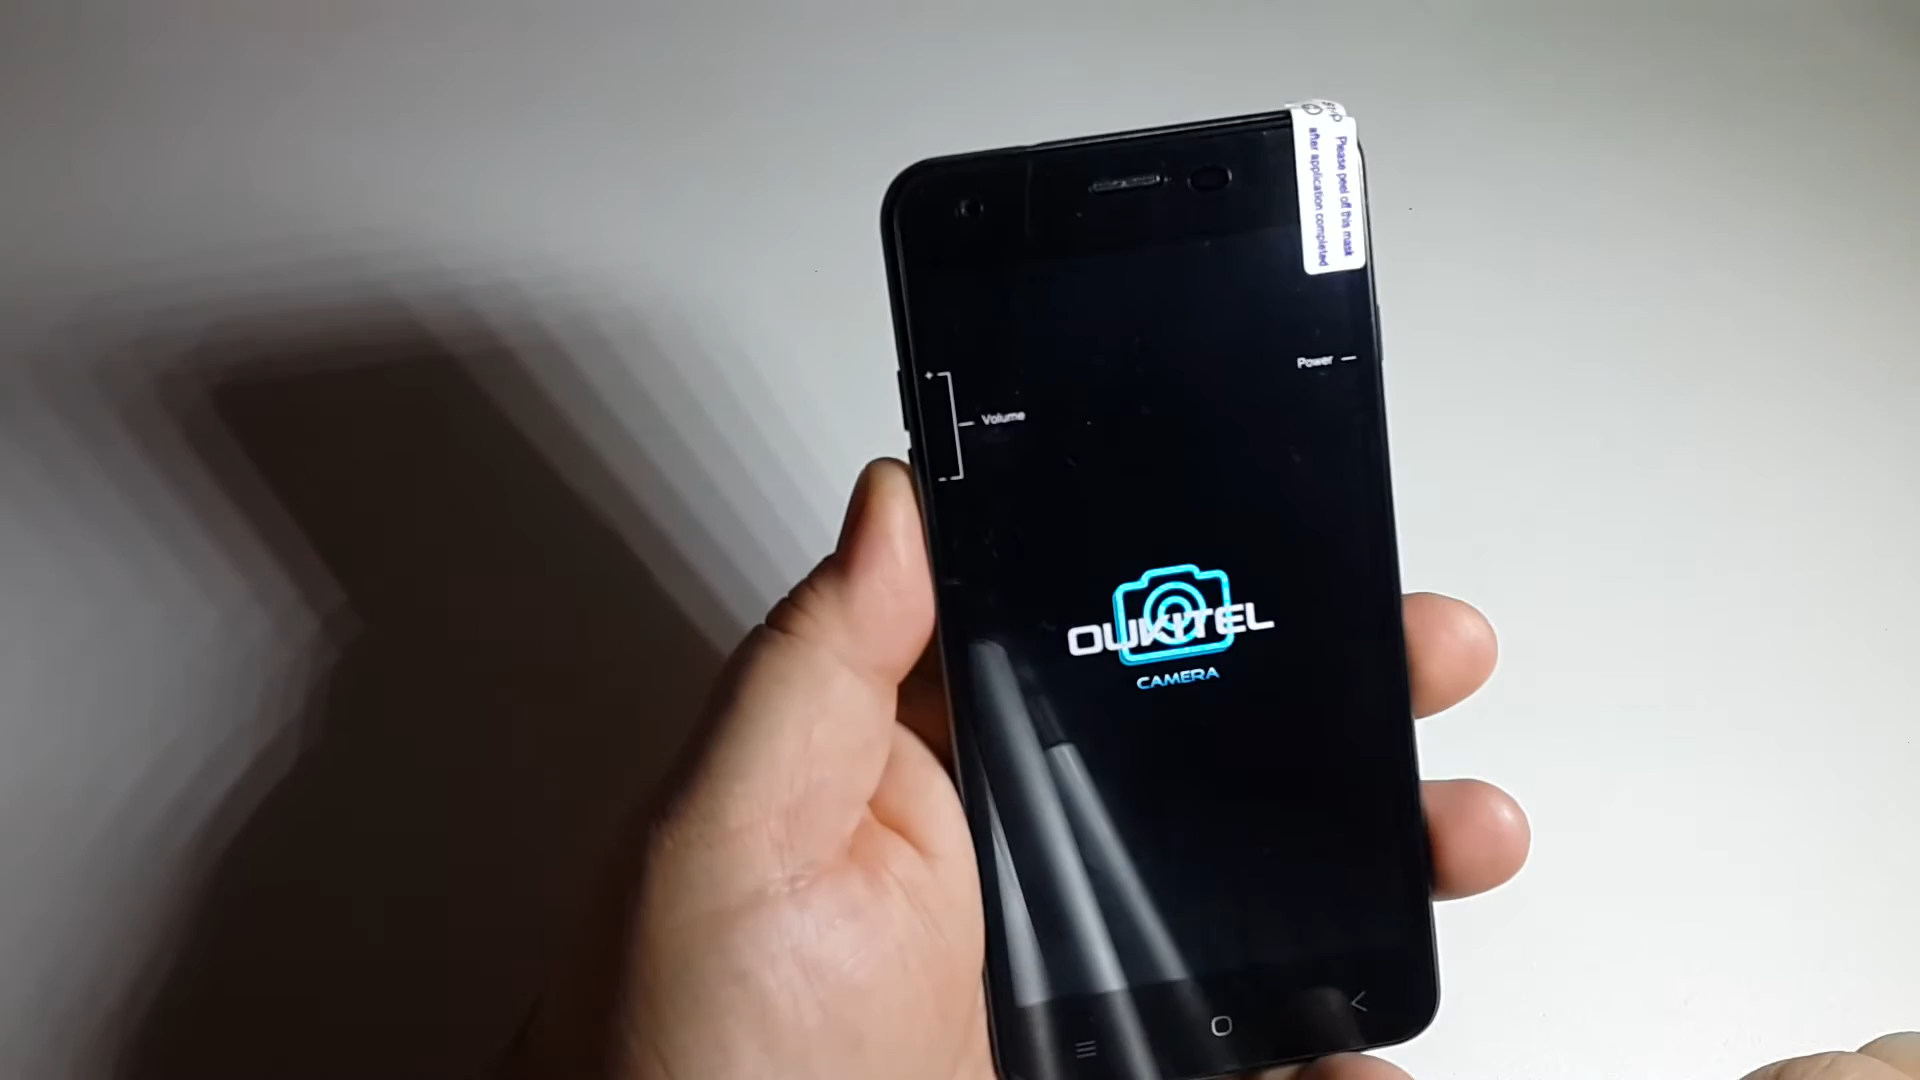 Please peel off this mask
after application completed
Power
+
Volume
-
OUKITEL
CAMERA